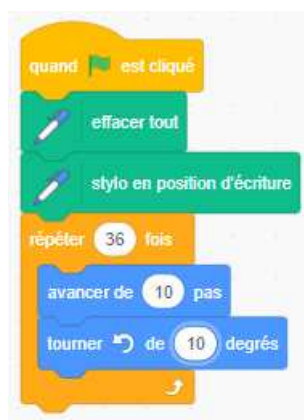 quand est cliqué
effacer tout
stylo en position d'écriture
répéter 36 fois
avancer de 10 pas
tourner de 10 degrés